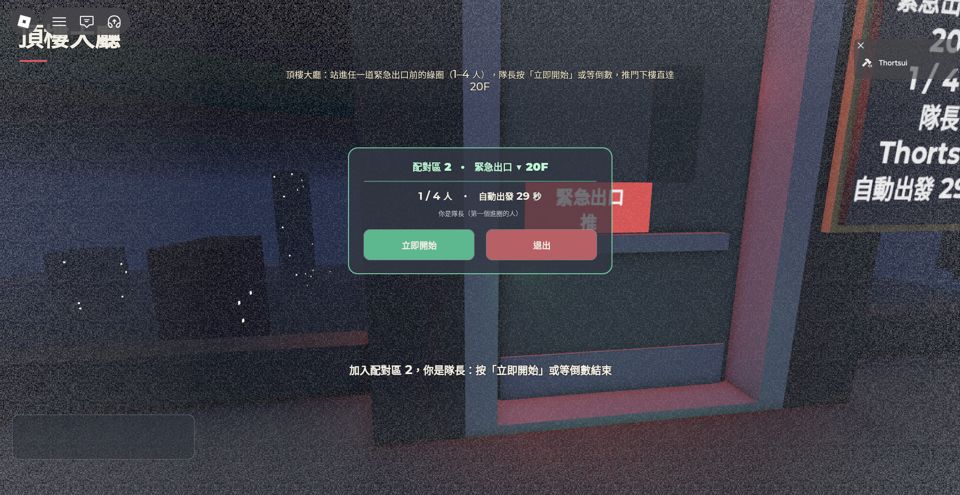 頂樓大廳
頂樓大廳：站進任一道緊急出口前的綠圈（1–4 人），隊長按「立即開始」或等倒數，推門下樓直達
20F
Thortsui
配對區 2 • 緊急出口 ▼ 20F
1 / 4 人 • 自動出發 29 秒
你是隊長（第一個進圈的人）
立即開始
退出
緊急出口
推
緊急出
20
1 / 4
隊長
Thorts
自動出發 29
加入配對區 2，你是隊長：按「立即開始」或等倒數結束